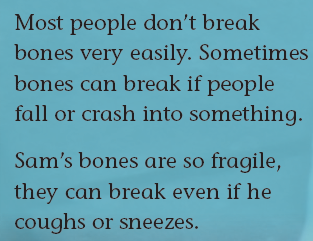 Most people don't break
bones very easily. Sometimes
bones can break if people
fall or crash into something.
Sam's bones are so fragile,
they can break even if he
coughs or sneezes.